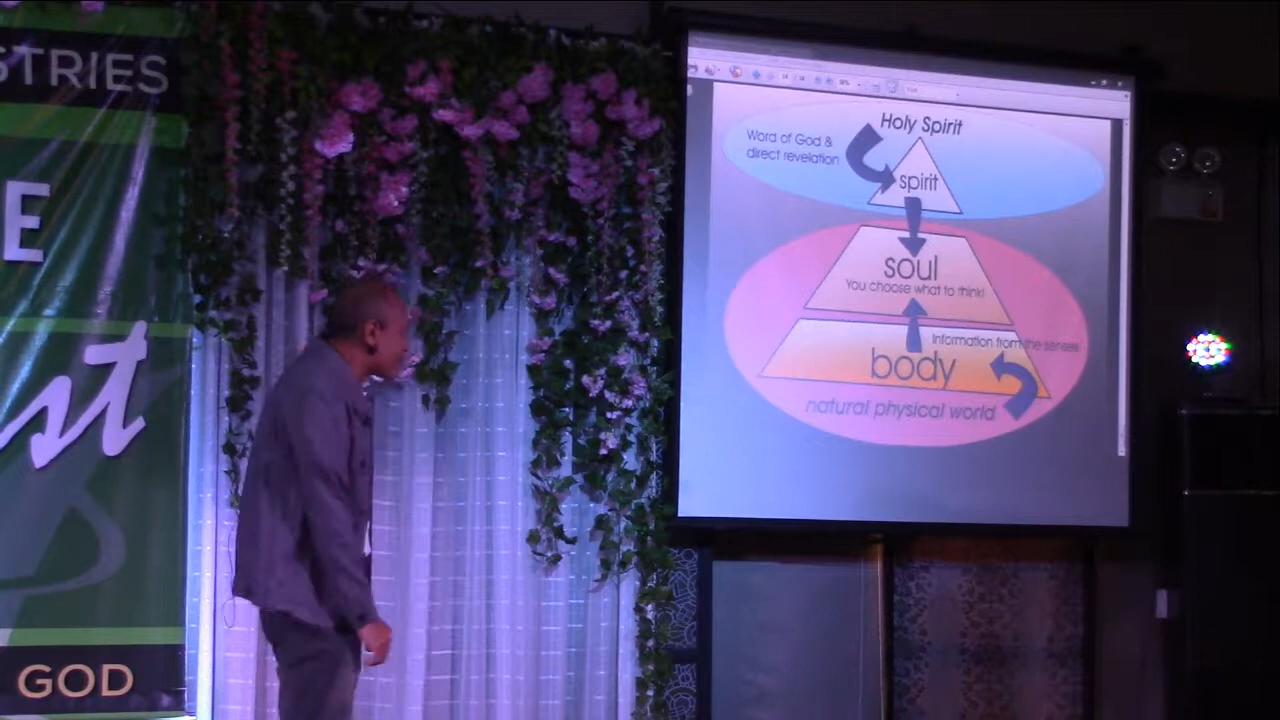 STRIES
E
st
GOD
Holy Spirit
Word of God &
direct revelation
spirit
soul
You choose what to think!
Information from the senses
body
natural physical world